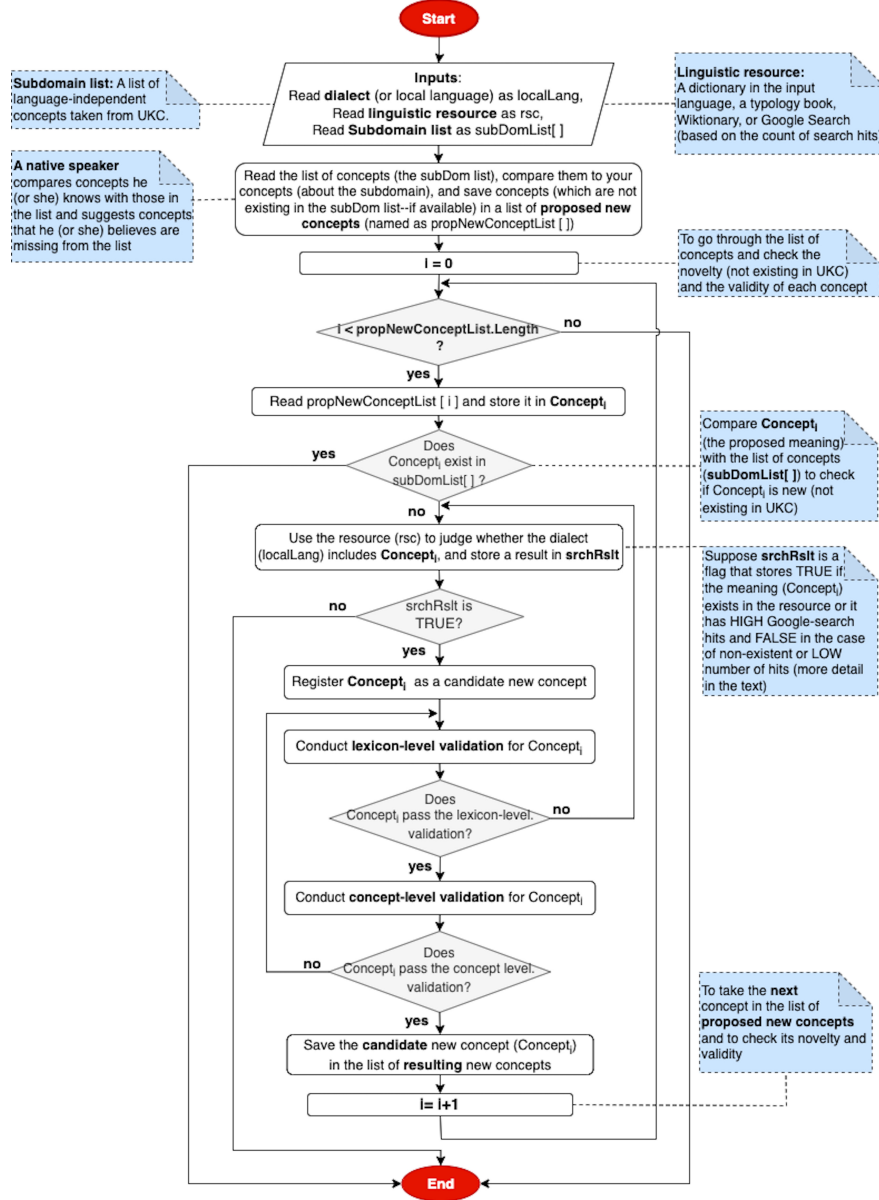 Start
Subdomain list: A list of
language-independent
concepts taken from UKC.
Inputs:
Read dialect (or local language) as localLang,
Read linguistic resource as rsc,
Read Subdomain list as subDomList[ ]
Linguistic resource:
A dictionary in the input
language, a typology book,
Wiktionary, or Google Search
(based on the count of search hits)
A native speaker
compares concepts he
(or she) knows with those in
the list and suggests concepts
that he (or she) believes are
missing from the list
Read the list of concepts (the subDom list), compare them to your
concepts (about the subdomain), and save concepts (which are not
existing in the subDom list--if available) in a list of proposed new
concepts (named as propNewConceptList [ ])
i = 0
To go through the list of
concepts and check the
novelty (not existing in UKC)
and the validity of each concept
i < propNewConceptList.Length
?
no
yes
Read propNewConceptList [ i ] and store it in Concepti
Does
Concepti exist in
subDomList[ ] ?
yes
no
Compare Concepti
(the proposed meaning)
with the list of concepts
(subDomList[ ]) to check
if Concepti is new (not
existing in UKC)
Use the resource (rsc) to judge whether the dialect
(localLang) includes Concepti, and store a result in srchRslt
Suppose srchRslt is a
flag that stores TRUE if
the meaning (Concepti)
exists in the resource or it
has HIGH Google-search
hits and FALSE in the case
of non-existent or LOW
number of hits (more detail
in the text)
srchRslt is
TRUE?
no
yes
Register Concepti as a candidate new concept
Conduct lexicon-level validation for Concepti
Does
Concepti pass the lexicon-level.
validation?
no
yes
Conduct concept-level validation for Concepti
Does
Concepti pass the concept level.
validation?
no
yes
Save the candidate new concept (Concepti)
in the list of resulting new concepts
To take the next
concept in the list of
proposed new concepts
and to check its novelty and
validity
i= i+1
End